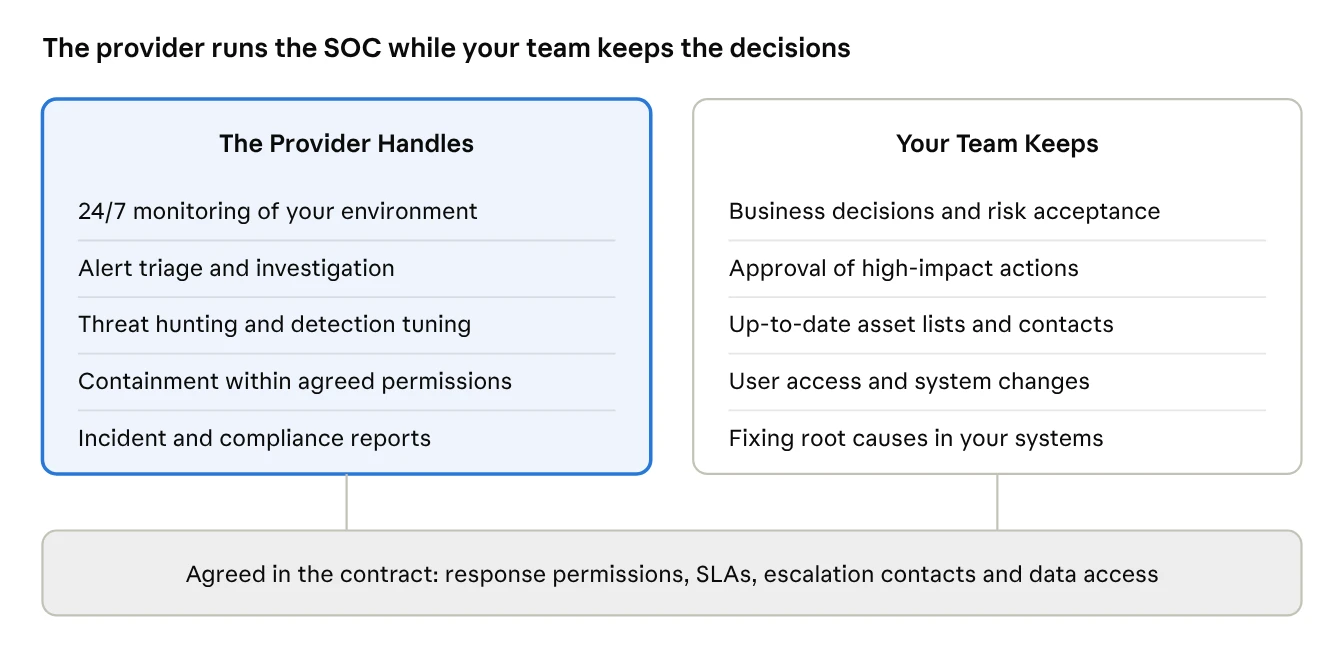 The provider runs the SOC while your team keeps the decisions
The Provider Handles
24/7 monitoring of your environment
Alert triage and investigation
Threat hunting and detection tuning
Containment within agreed permissions
Incident and compliance reports
Your Team Keeps
Business decisions and risk acceptance
Approval of high-impact actions
Up-to-date asset lists and contacts
User access and system changes
Fixing root causes in your systems
Agreed in the contract: response permissions, SLAs, escalation contacts and data access